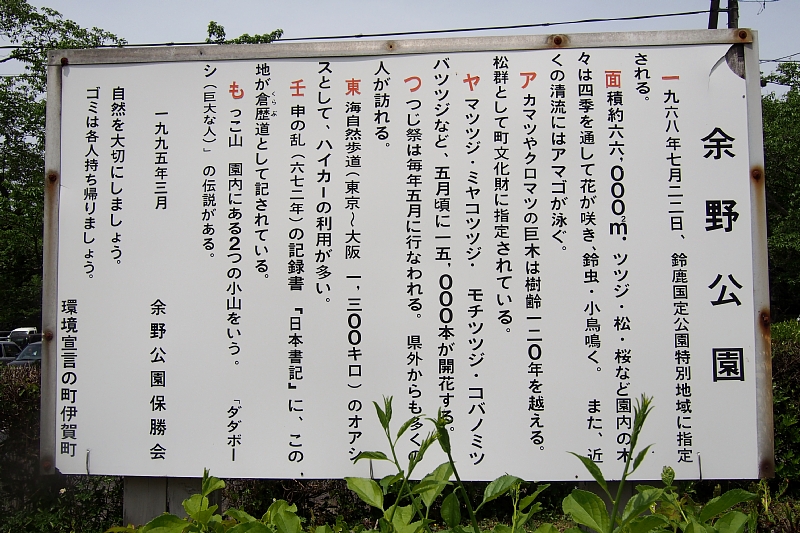 余野公園
一九六八年七月二二日、鈴鹿国定公園特別地域に指定
される。
面積約六六,000㎡・ツツジ・松・桜など園内の木
々は四季を通して花が咲き、鈴虫・小鳥鳴く。また、近
くの清流にはアマゴが泳ぐ。
アカマツやクロマツの巨木は樹齢一二0年を越える。
松群として町文化財に指定されている。
ヤマツツジ・ミヤコツツジ・モチツツジ・コバノミツ
バツツジなど、五月頃に一五,000本が開花する。
つつじ祭は毎年五月に行なわれる。県外からも多くの
人が訪れる。
東海自然歩道(東京〜大阪 一,三00キロ)のオアシ
スとして、ハイカーの利用が多い。
壬申の乱(六七二年)の記録書『日本書記』に、この
地が倉歴道として記されている。
くらぶ
もっこ山 園内にある2つの小山をいう。「ダダボー
シ(巨大な人)」の伝説がある。
一九九五年三月
余野公園保勝会
自然を大切にしましょう。
ゴミは各人持ち帰りましょう。
環境宣言の町伊賀町